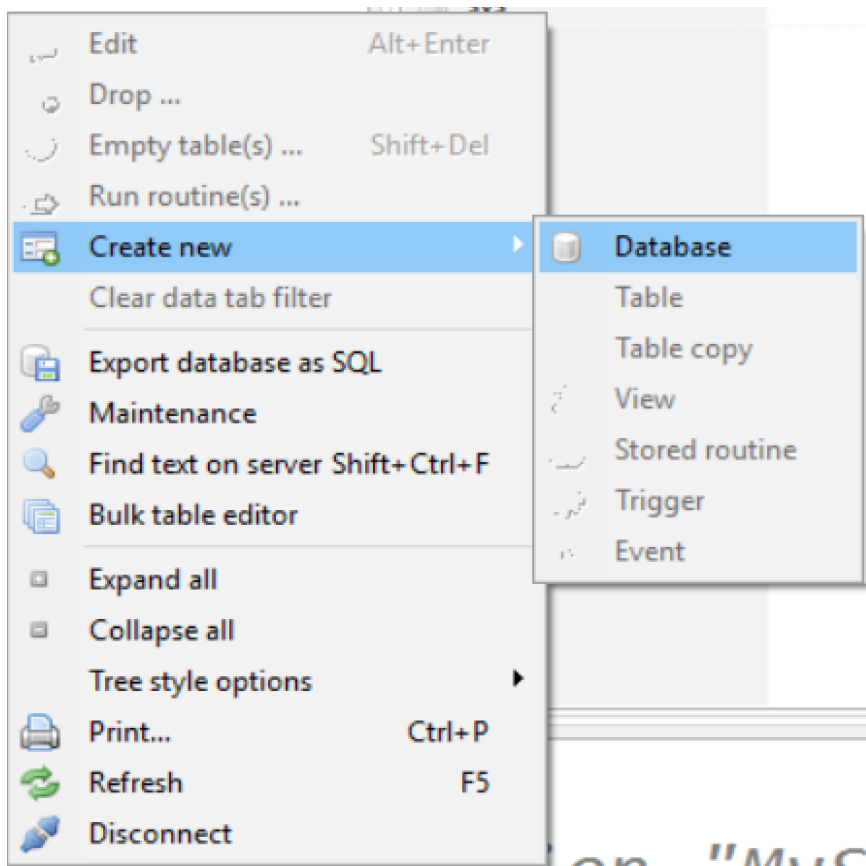 Edit Alt+Enter
Drop ...
Empty table(s) ... Shift+Del
Run routine(s) ...
Create new
Clear data tab filter
Export database as SQL
Maintenance
Find text on server Shift+Ctrl+F
Bulk table editor
Expand all
Collapse all
Tree style options
Print... Ctrl+P
Refresh F5
Disconnect
Database
Table
Table copy
View
Stored routine
Trigger
Event